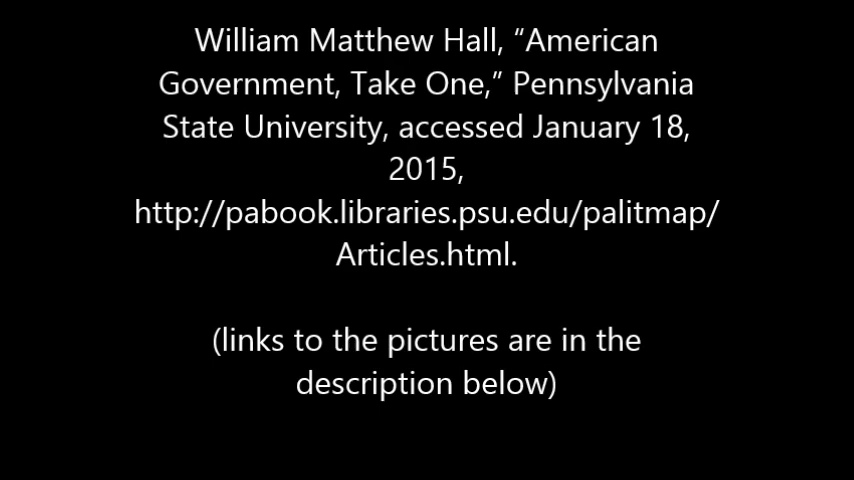 William Matthew Hall, “American
Government, Take One,” Pennsylvania
State University, accessed January 18,
2015,
http://pabook.libraries.psu.edu/palitmap/
Articles.html.
(links to the pictures are in the
description below)